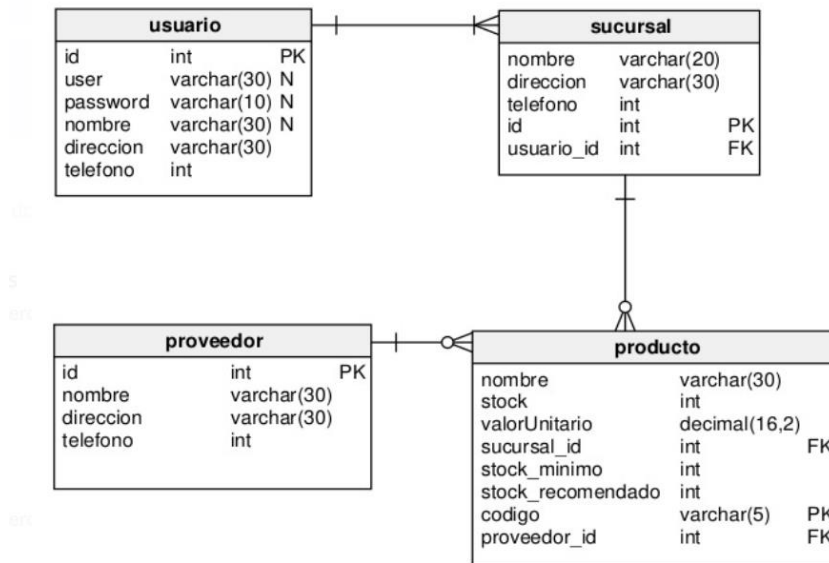 usuario
id int PK
user varchar(30) N
password varchar(10) N
nombre varchar(30) N
direccion varchar(30)
telefono int
sucursal
nombre varchar(20)
direccion varchar(30)
telefono int
id int PK
usuario_id int FK
proveedor
id int PK
nombre varchar(30)
direccion varchar(30)
telefono int
producto
nombre varchar(30)
stock int
valorUnitario decimal(16,2)
sucursal_id int FK
stock_minimo int
stock_recomendado int
codigo varchar(5) PK
proveedor_id int FK